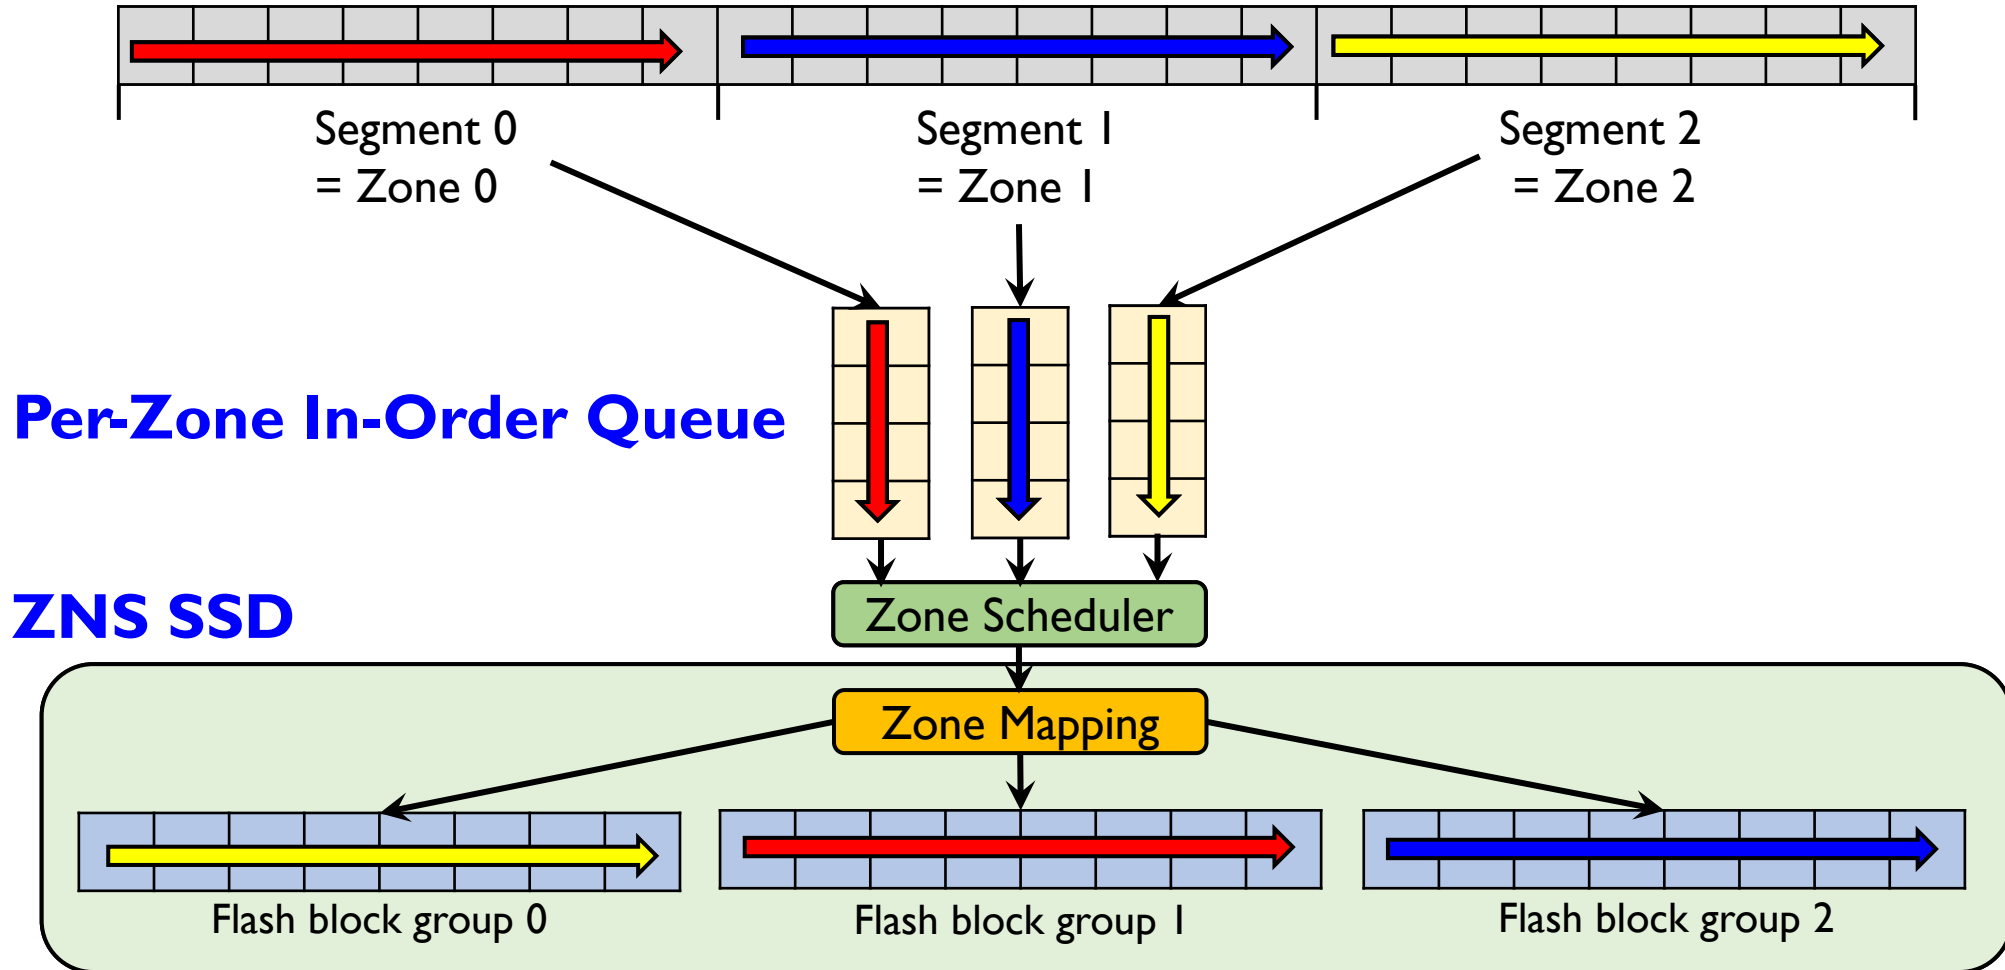 Segment 0
= Zone 0
Segment 1
= Zone 1
Segment 2
= Zone 2
Per-Zone In-Order Queue
ZNS SSD
Zone Scheduler
Zone Mapping
Flash block group 0
Flash block group 1
Flash block group 2